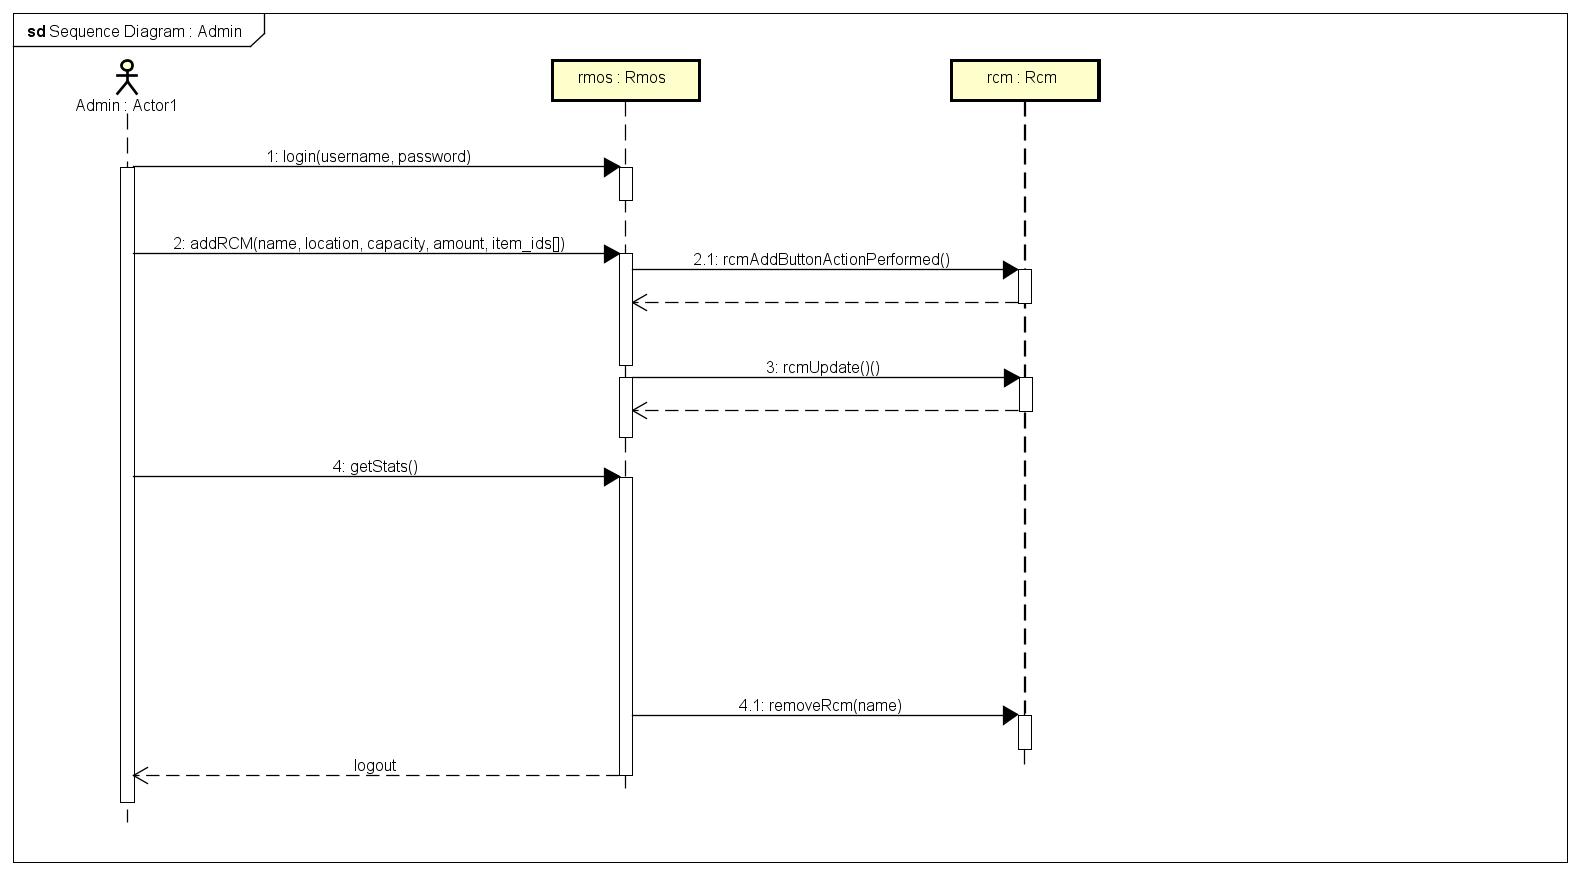 sd Sequence Diagram : Admin
Admin : Actor1
rmos : Rmos
rcm : Rcm
1: login(username, password)
2: addRCM(name, location, capacity, amount, item_ids[])
2.1: rcmAddButtonActionPerformed()
3: rcmUpdate()()
4: getStats()
4.1: removeRcm(name)
logout